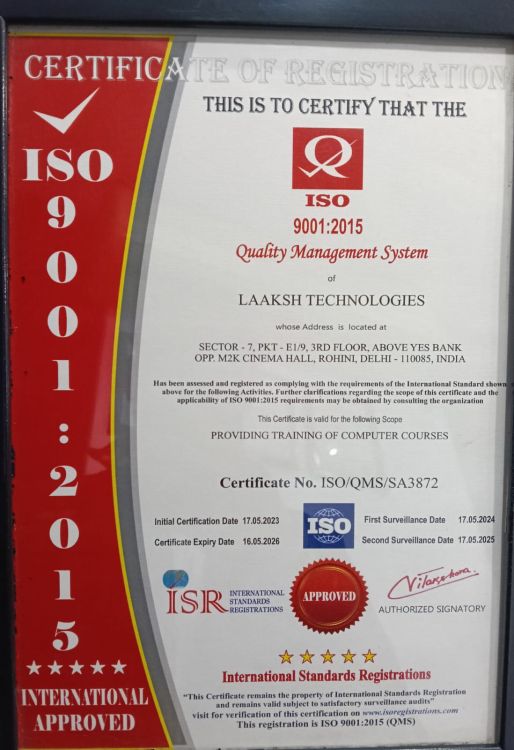 CERTIFICATE OF REGISTRATION
THIS IS TO CERTIFY THAT THE
ISO
9001:2015
Quality Management System
of
LAAKSH TECHNOLOGIES
whose Address is located at
SECTOR - 7, PKT - E1/9, 3RD FLOOR, ABOVE YES BANK
OPP. M2K CINEMA HALL, ROHINI, DELHI - 110085, INDIA
Has been assessed and registered as complying with the requirements of the International Standard shown
above for the following Activities. Further clarifications regarding the scope of this certificate and the
applicability of ISO 9001:2015 requirements may be obtained by consulting the organization
This Certificate is valid for the following Scope
PROVIDING TRAINING OF COMPUTER COURSES
Certificate No. ISO/QMS/SA3872
Initial Certification Date 17.05.2023
Certificate Expiry Date 16.05.2026
ISO
First Surveillance Date 17.05.2024
Second Surveillance Date 17.05.2025
ISR INTERNATIONAL
STANDARDS
REGISTRATIONS
APPROVED
AUTHORIZED SIGNATORY
International Standards Registrations
"This Certificate remains the property of International Standards Registration
and remains valid subject to satisfactory surveillance audits"
visit for verification of this certification on www.isoregistrations.com
This registration is ISO 9001:2015 (QMS)
ISO
9
0
0
1
:
2
0
1
5
INTERNATIONAL
APPROVED